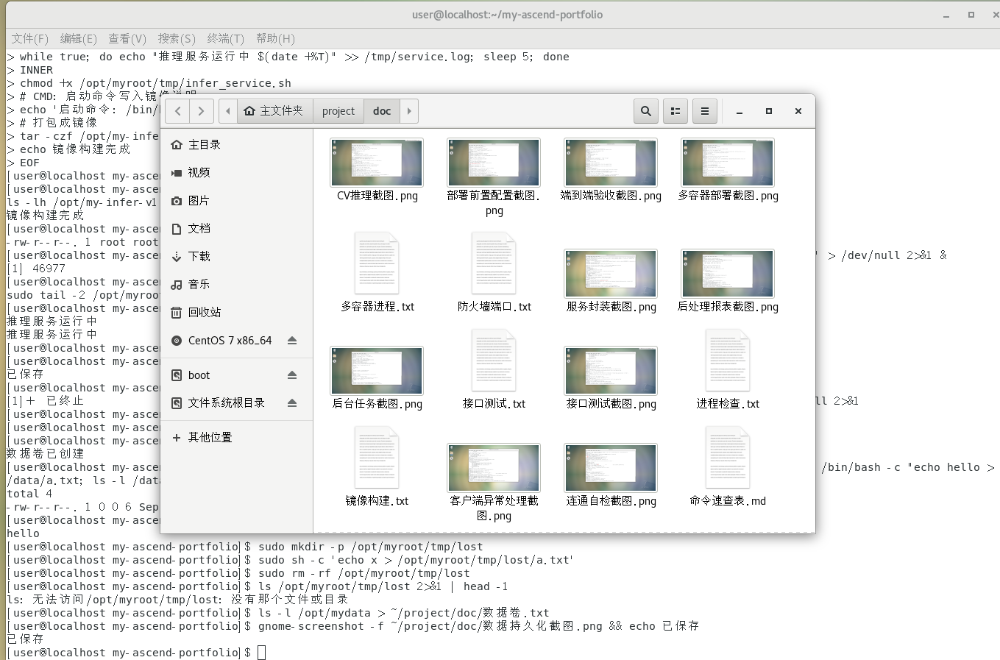 user@localhost:~/my-ascend-portfolio
文件(F) 编辑(E) 查看(V) 搜索(S) 终端(T) 帮助(H)
> while true; do echo "推理服务运行中 $(date +%T)" >> /tmp/service.log; sleep 5; done
> INNER
> chmod +x /opt/myroot/tmp/infer_service.sh
> # CMD: 启动命令写入镜像说明
> echo '启动命令: /bin/
> # 打包成镜像
> tar -czf /opt/my-infe
> echo 镜像构建完成
> EOF
[user@localhost my-ascen
[user@localhost my-ascen
ls -lh /opt/my-infer-v1
镜像构建完成
[user@localhost my-ascen
-rw-r--r--. 1 root root
[user@localhost my-ascen ' > /dev/null 2>&1 &
[1] 46977
[user@localhost my-ascen
sudo tail -2 /opt/myroot
[user@localhost my-ascen
推理服务运行中
推理服务运行中
[user@localhost my-ascen
[user@localhost my-ascen
已保存
[user@localhost my-ascen
[1]+ 已终止 ll 2>&1
[user@localhost my-ascen
[user@localhost my-ascen
[user@localhost my-ascen
数据卷已创建
[user@localhost my-ascen /bin/bash -c "echo hello >
/data/a.txt; ls -l /dat
total 4
-rw-r--r--. 1 0 0 6 Sep
[user@localhost my-ascen
hello
[user@localhost my-ascend-portfolio]$ sudo mkdir -p /opt/myroot/tmp/lost
[user@localhost my-ascend-portfolio]$ sudo sh -c 'echo x > /opt/myroot/tmp/lost/a.txt'
[user@localhost my-ascend-portfolio]$ sudo rm -rf /opt/myroot/tmp/lost
[user@localhost my-ascend-portfolio]$ ls /opt/myroot/tmp/lost 2>&1 | head -1
ls: 无法访问/opt/myroot/tmp/lost: 没有那个文件或目录
[user@localhost my-ascend-portfolio]$ ls -l /opt/mydata > ~/project/doc/数据卷.txt
[user@localhost my-ascend-portfolio]$ gnome-screenshot -f ~/project/doc/数据持久化截图.png && echo 已保存
已保存
[user@localhost my-ascend-portfolio]$
主文件夹 project doc
主目录
视频
图片
文档
下载
音乐
回收站
CentOS 7 x86_64
boot
文件系统根目录
+ 其他位置
CV推理截图.png
部署前置配置截图.
png
端到端验收截图.png
多容器部署截图.png
多容器进程.txt
防火墙端口.txt
服务封装截图.png
后处理报表截图.png
后台任务截图.png
接口测试.txt
接口测试截图.png
进程检查.txt
镜像构建.txt
客户端异常处理截
图.png
连通自检截图.png
命令速查表.md